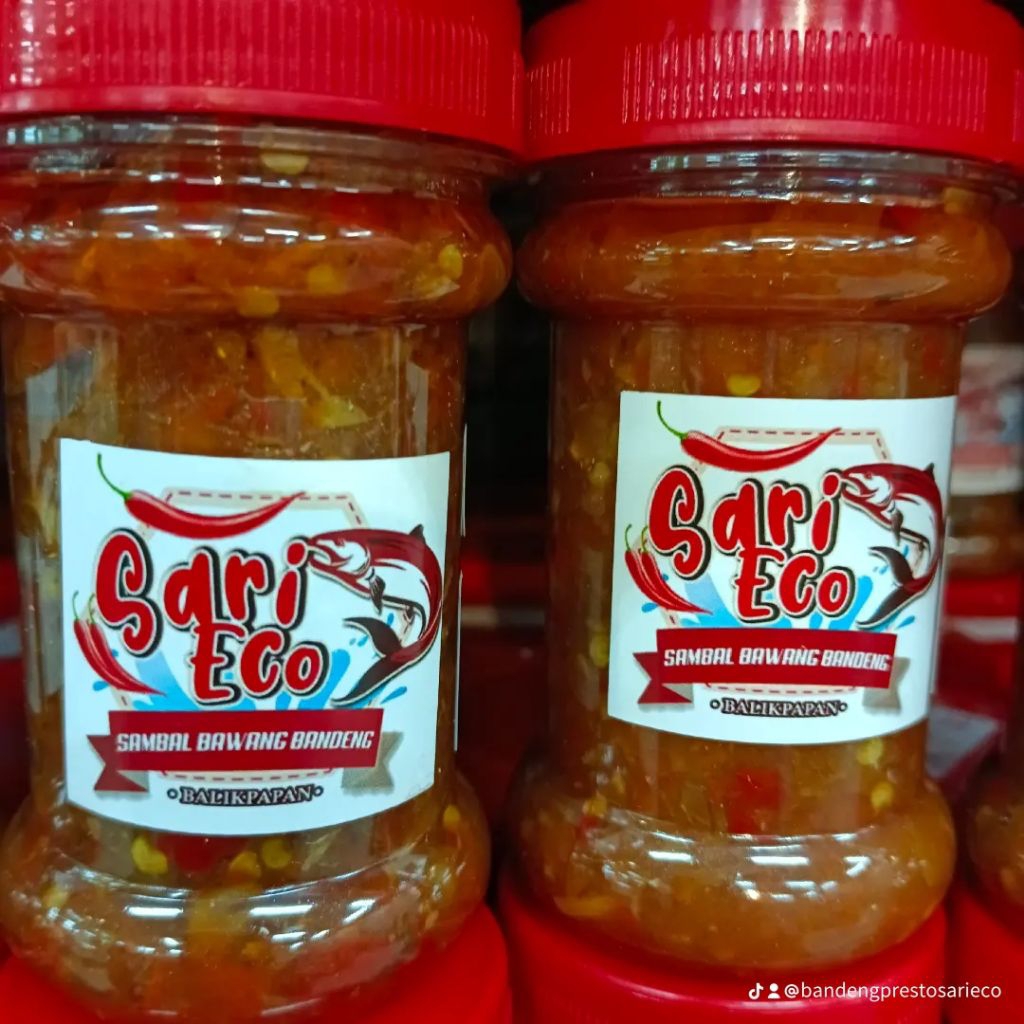 Sari
Eco
SAMBAL BAWANG BANDENG
• BALIKPAPAN •
Sari
Eco
SAMBAL BAWANG BANDENG
• BALIKPAPAN •
@bandengprestosarieco